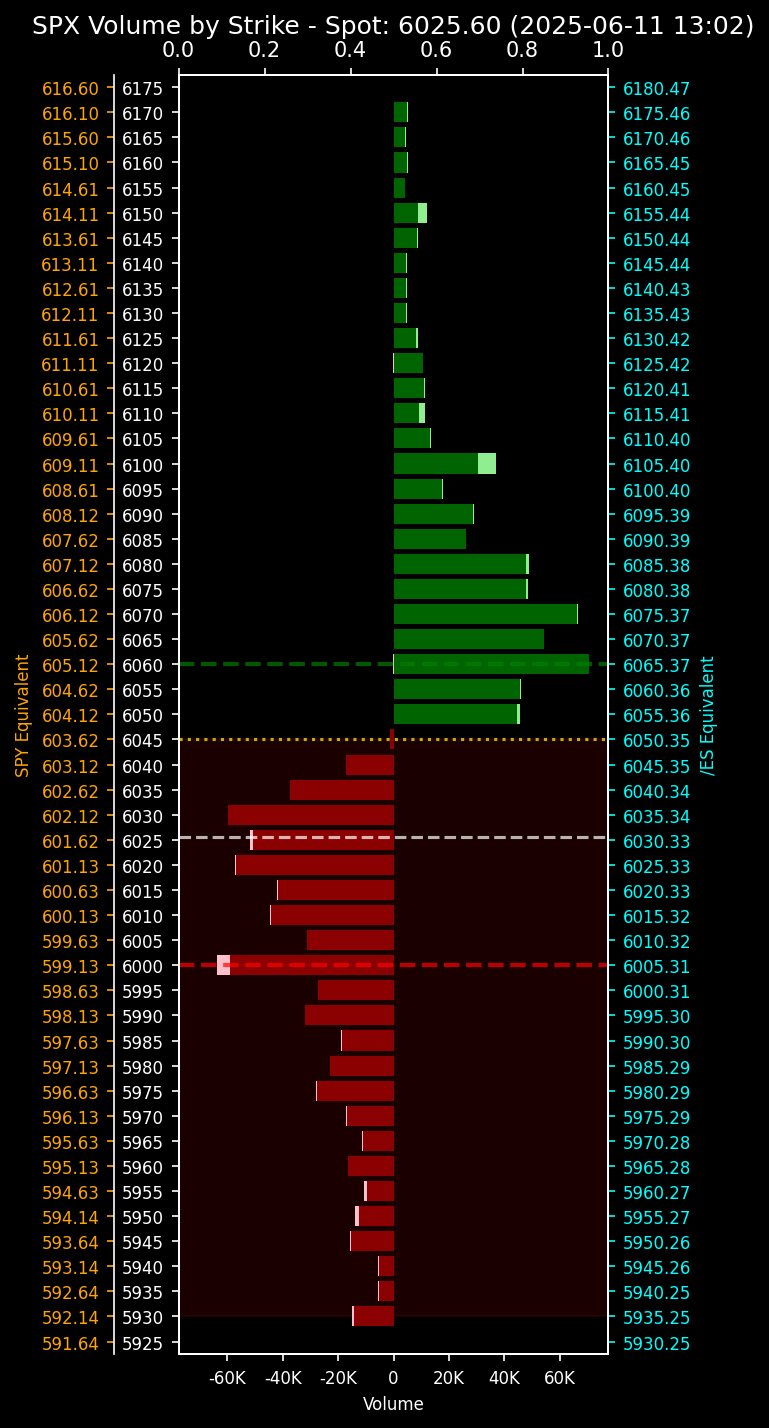 SPX Volume by Strike - Spot: 6025.60 (2025-06-11 13:02)
0.0 0.2 0.4 0.6 0.8 1.0
616.60 6175 6180.47
616.10 6170 6175.46
615.60 6165 6170.46
615.10 6160 6165.45
614.61 6155 6160.45
614.11 6150 6155.44
613.61 6145 6150.44
613.11 6140 6145.44
612.61 6135 6140.43
612.11 6130 6135.43
611.61 6125 6130.42
611.11 6120 6125.42
610.61 6115 6120.41
610.11 6110 6115.41
609.61 6105 6110.40
609.11 6100 6105.40
608.61 6095 6100.40
608.12 6090 6095.39
607.62 6085 6090.39
607.12 6080 6085.38
606.62 6075 6080.38
606.12 6070 6075.37
605.62 6065 6070.37
605.12 6060 6065.37
604.62 6055 6060.36
604.12 6050 6055.36
603.62 6045 6050.35
603.12 6040 6045.35
602.62 6035 6040.34
602.12 6030 6035.34
601.62 6025 6030.33
601.13 6020 6025.33
600.63 6015 6020.33
600.13 6010 6015.32
599.63 6005 6010.32
599.13 6000 6005.31
598.63 5995 6000.31
598.13 5990 5995.30
597.63 5985 5990.30
597.13 5980 5985.29
596.63 5975 5980.29
596.13 5970 5975.29
595.63 5965 5970.28
595.13 5960 5965.28
594.63 5955 5960.27
594.14 5950 5955.27
593.64 5945 5950.26
593.14 5940 5945.26
592.64 5935 5940.25
592.14 5930 5935.25
591.64 5925 5930.25
SPY Equivalent
/ES Equivalent
-60K -40K -20K 0 20K 40K 60K
Volume